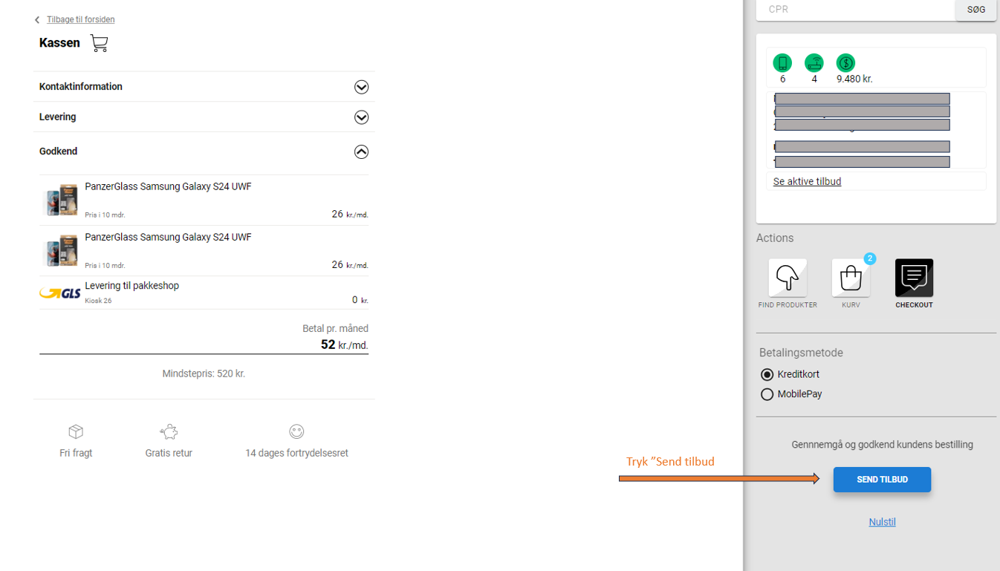 Tilbage til forsiden
Kassen
Kontaktinformation
Levering
Godkend
PanzerGlass Samsung Galaxy S24 UWF
Pris i 10 mdr.
26 kr./md.
PanzerGlass Samsung Galaxy S24 UWF
Pris i 10 mdr.
26 kr./md.
GLS
Levering til pakkeshop
Kiosk 26
0 kr.
Betal pr. måned
52 kr./md.
Mindstepris: 520 kr.
Fri fragt
Gratis retur
14 dages fortrydelsesret
Tryk ”Send tilbud
CPR
SØG
6
4
9.480 kr.
Se aktive tilbud
Actions
2
FIND PRODUKTER
KURV
CHECKOUT
Betalingsmetode
Kreditkort
MobilePay
Gennnemgå og godkend kundens bestilling
SEND TILBUD
Nulstil